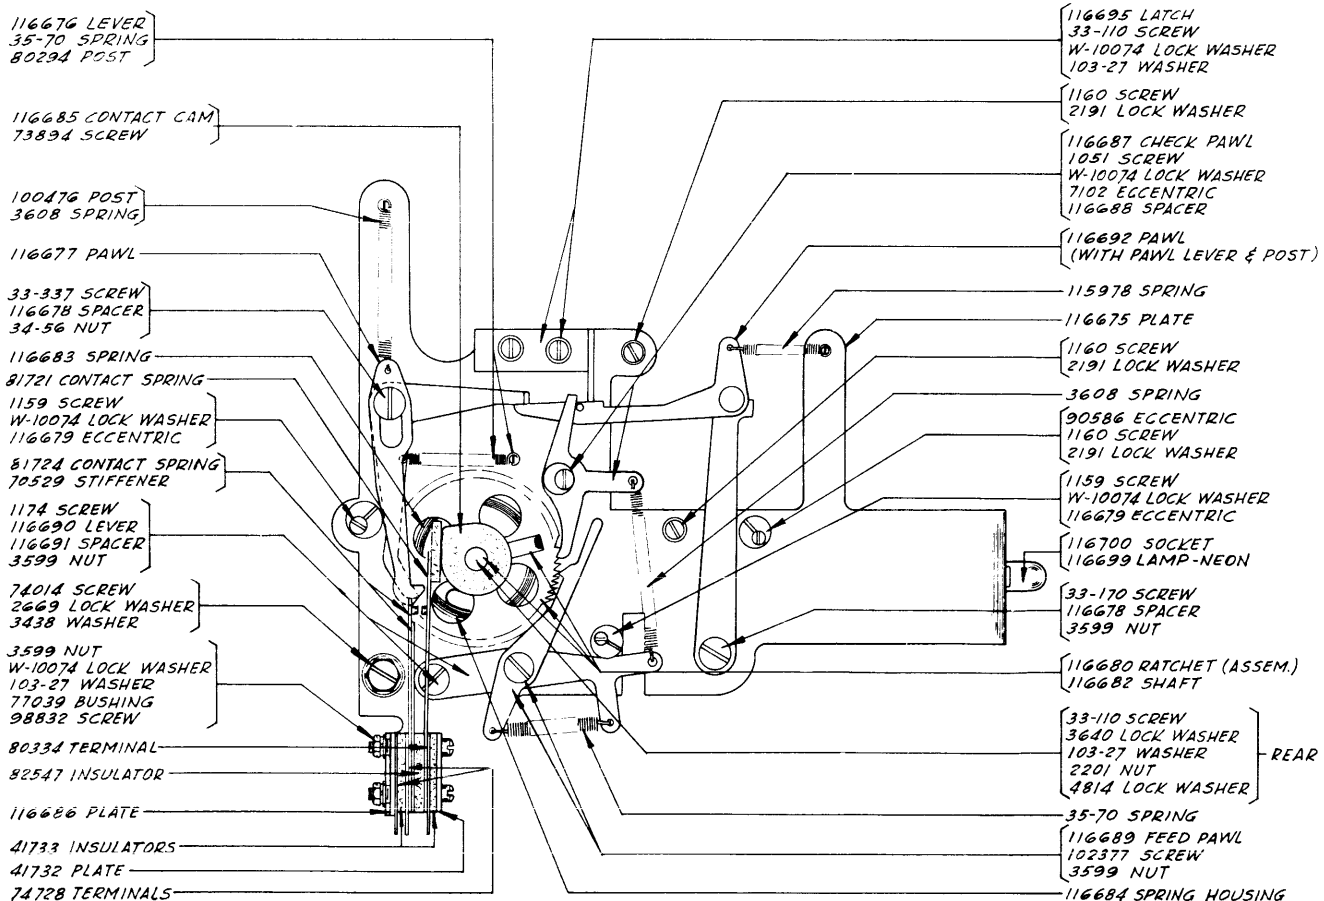 116676 LEVER
35-70 SPRING
80294 POST
116685 CONTACT CAM
73894 SCREW
100476 POST
3608 SPRING
116677 PAWL
33-337 SCREW
116678 SPACER
34-56 NUT
116683 SPRING
81721 CONTACT SPRING
1159 SCREW
W-10074 LOCK WASHER
116679 ECCENTRIC
81724 CONTACT SPRING
70529 STIFFENER
1174 SCREW
116690 LEVER
116691 SPACER
3599 NUT
74014 SCREW
2669 LOCK WASHER
3438 WASHER
3599 NUT
W-10074 LOCK WASHER
103-27 WASHER
77039 BUSHING
98832 SCREW
80334 TERMINAL
82547 INSULATOR
116686 PLATE
41733 INSULATORS
41732 PLATE
74728 TERMINALS
116695 LATCH
33-110 SCREW
W-10074 LOCK WASHER
103-27 WASHER
1160 SCREW
2191 LOCK WASHER
116687 CHECK PAWL
1051 SCREW
W-10074 LOCK WASHER
7102 ECCENTRIC
116688 SPACER
116692 PAWL
(WITH PAWL LEVER & POST)
115978 SPRING
116675 PLATE
1160 SCREW
2191 LOCK WASHER
3608 SPRING
90586 ECCENTRIC
1160 SCREW
2191 LOCK WASHER
1159 SCREW
W-10074 LOCK WASHER
116679 ECCENTRIC
116700 SOCKET
116699 LAMP-NEON
33-170 SCREW
116678 SPACER
3599 NUT
116680 RATCHET (ASSEM.)
116682 SHAFT
33-110 SCREW
3640 LOCK WASHER
103-27 WASHER
2201 NUT
4814 LOCK WASHER
REAR
35-70 SPRING
116689 FEED PAWL
102377 SCREW
3599 NUT
116684 SPRING HOUSING